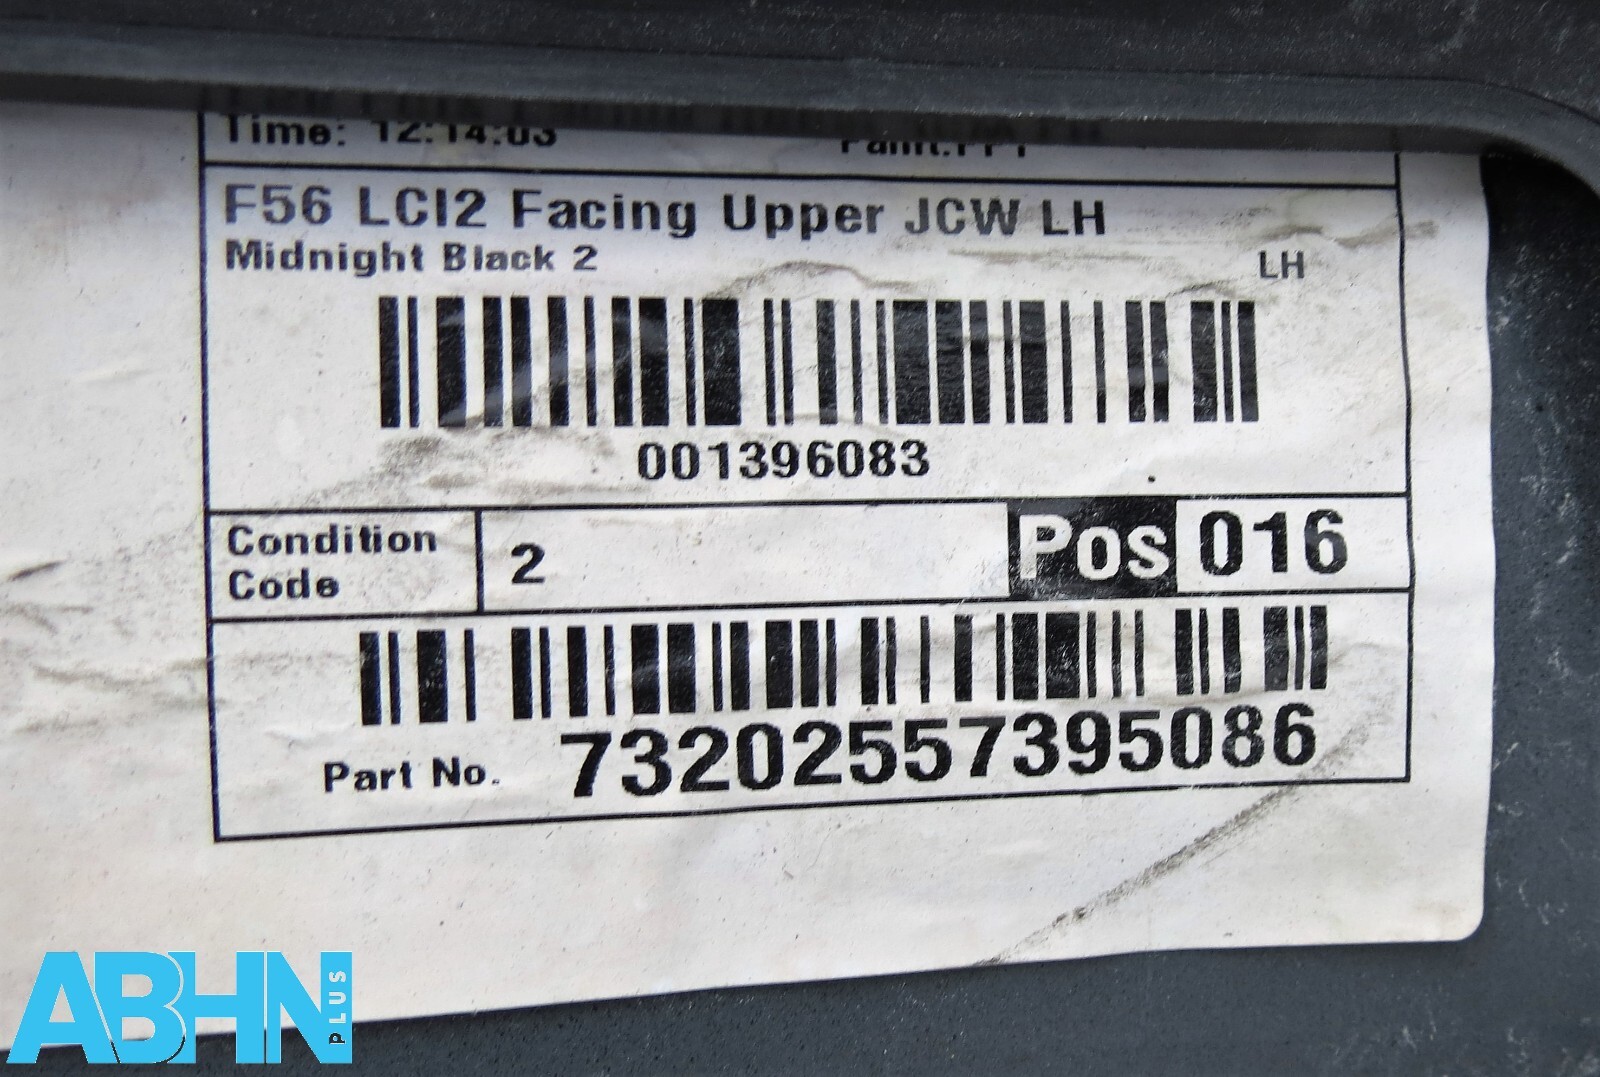 Time: 12:14:03
F56 LCI2 Facing Upper JCW LH
Midnight Black 2
LH
001396083
Condition
Code
2
Pos 016
Part No. 73202557395086
ABHN
PLUS